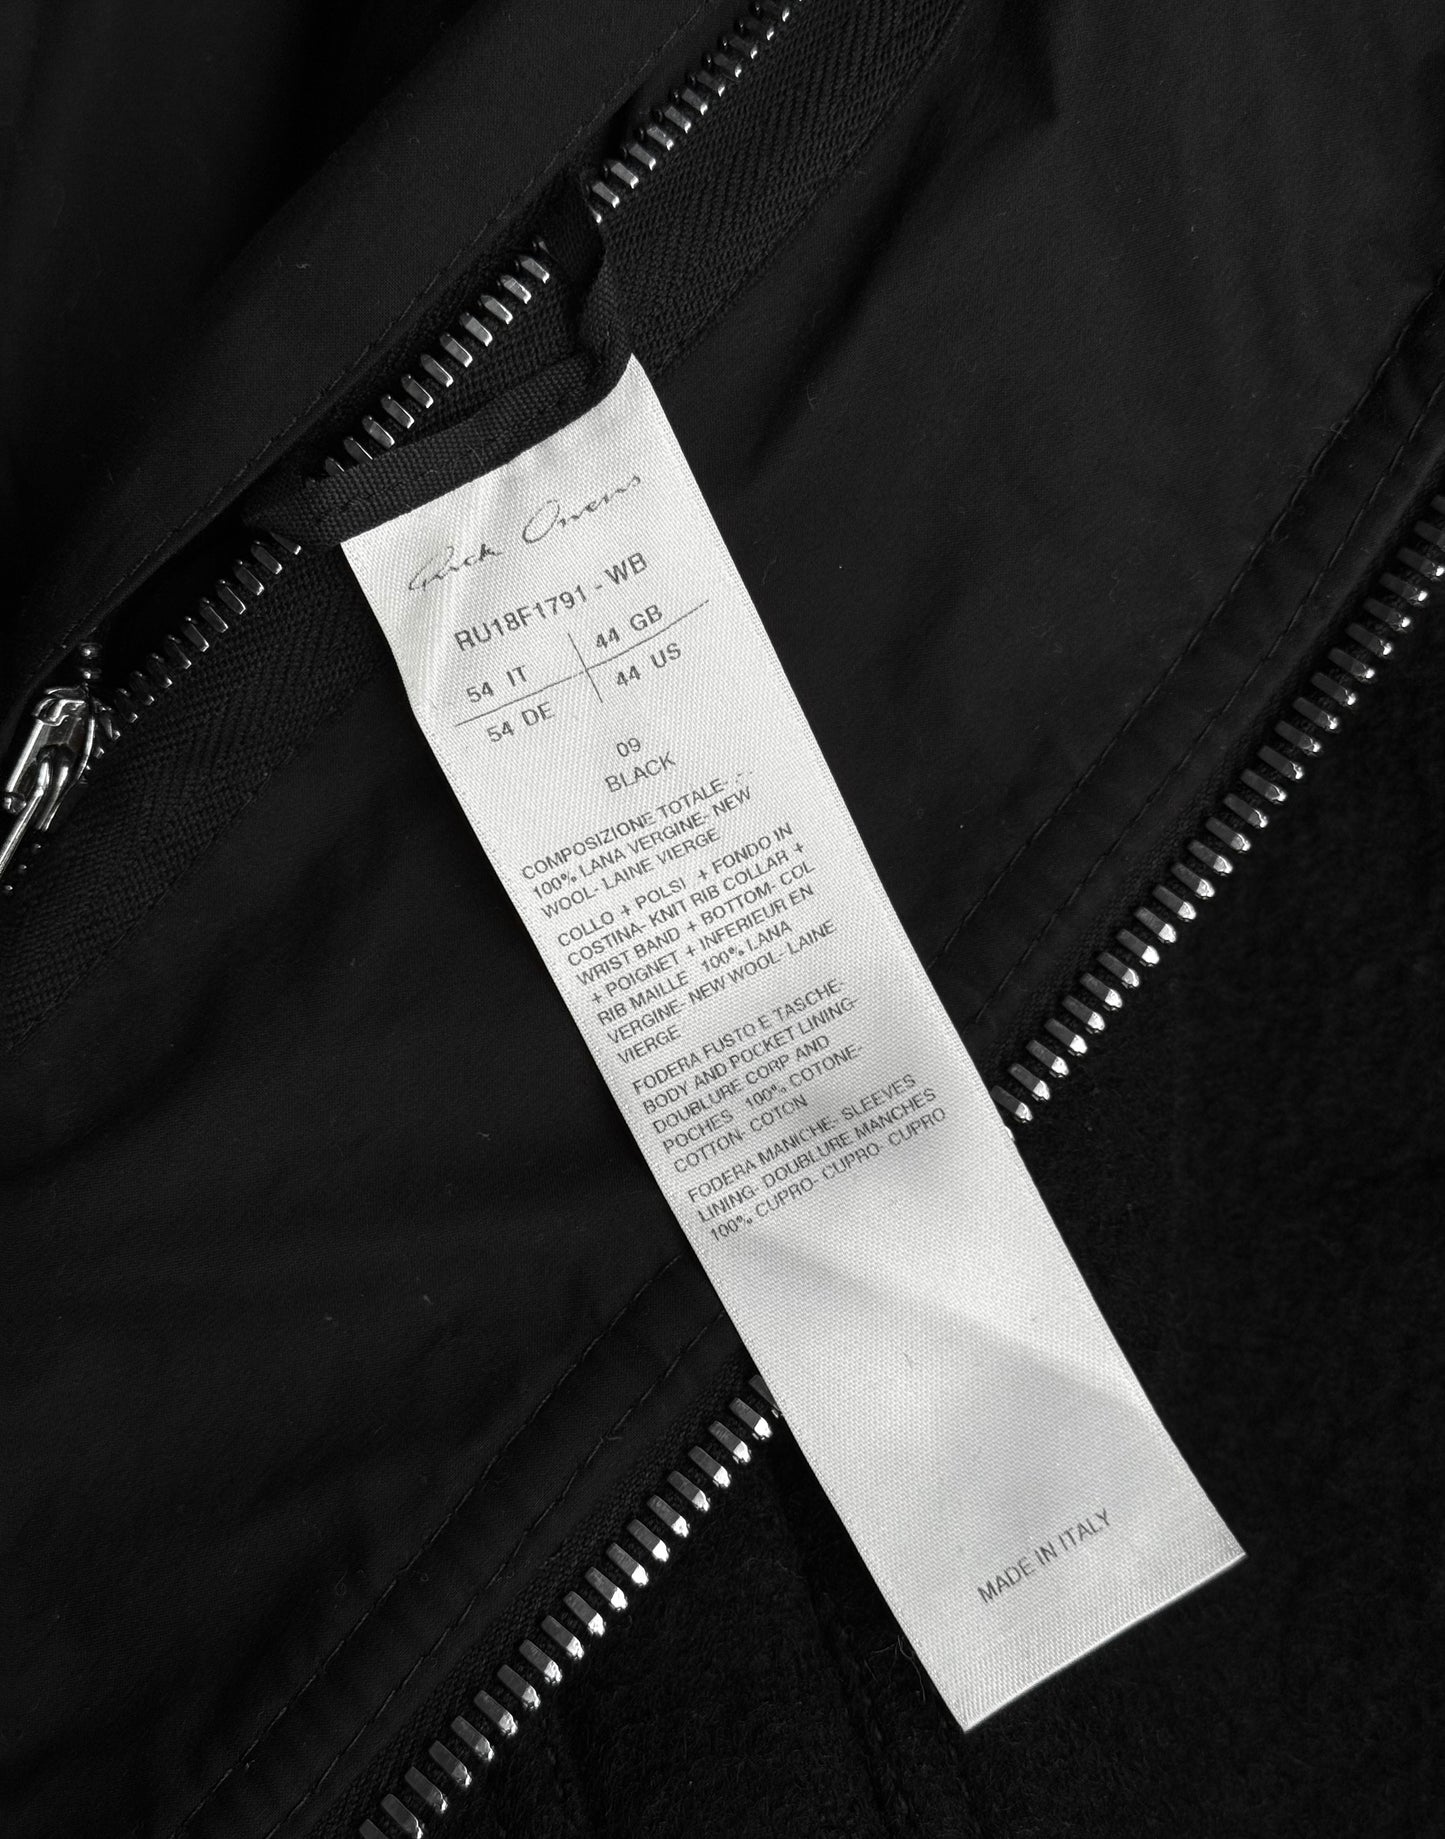 Rick Owens
RU18F1791 - WB
54 IT 44 GB
54 DE 44 US
09
BLACK
COMPOSIZIONE TOTALE-
100% LANA VERGINE- NEW
WOOL- LAINE VIERGE
COLLO + POLSI + FONDO IN
COSTINA- KNIT RIB COLLAR +
WRIST BAND + BOTTOM- COL
+ POIGNET + INFERIEUR EN
RIB MAILLE 100% LANA
VERGINE- NEW WOOL- LAINE
VIERGE
FODERA FUSTO E TASCHE-
BODY AND POCKET LINING-
DOUBLURE CORP AND
POCHES 100% COTONE-
COTTON- COTON
FODERA MANICHE- SLEEVES
LINING- DOUBLURE MANCHES
100% CUPRO- CUPRO- CUPRO
MADE IN ITALY